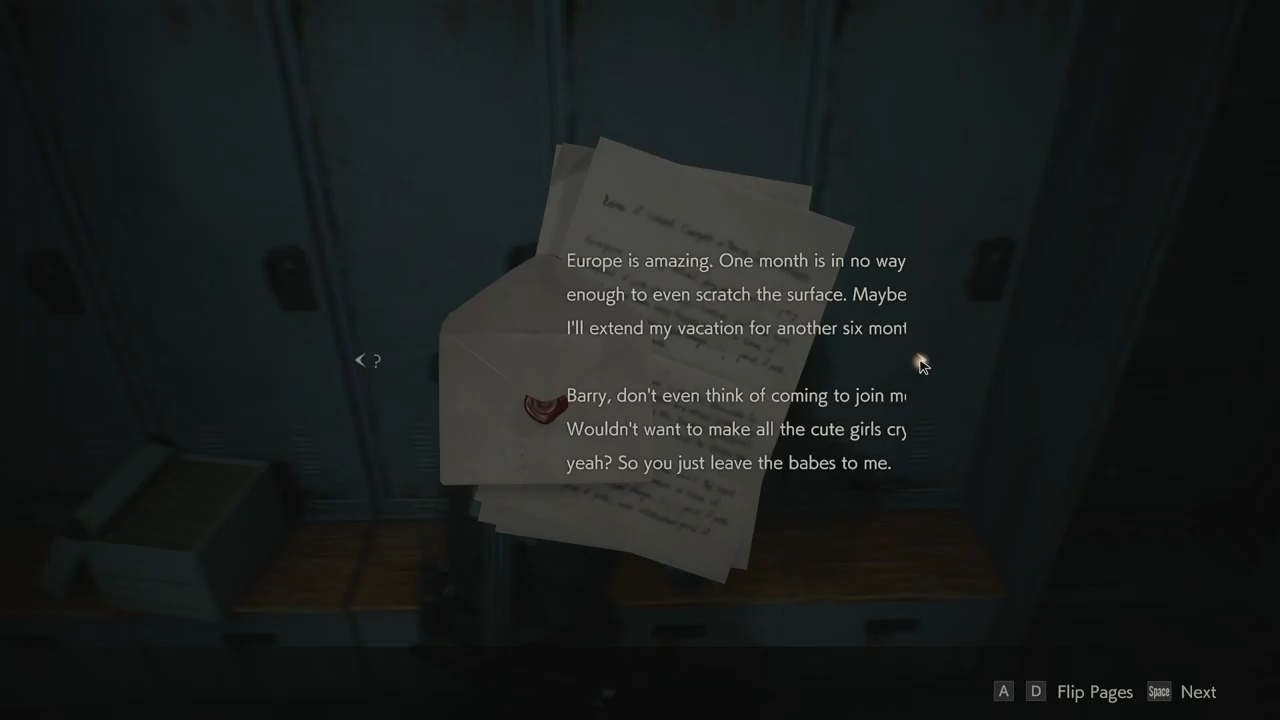 Europe is amazing. One month is in no way
enough to even scratch the surface. Maybe
I'll extend my vacation for another six mont
?
Barry, don't even think of coming to join m
Wouldn't want to make all the cute girls cry
yeah? So you just leave the babes to me.
A D Flip Pages Space Next